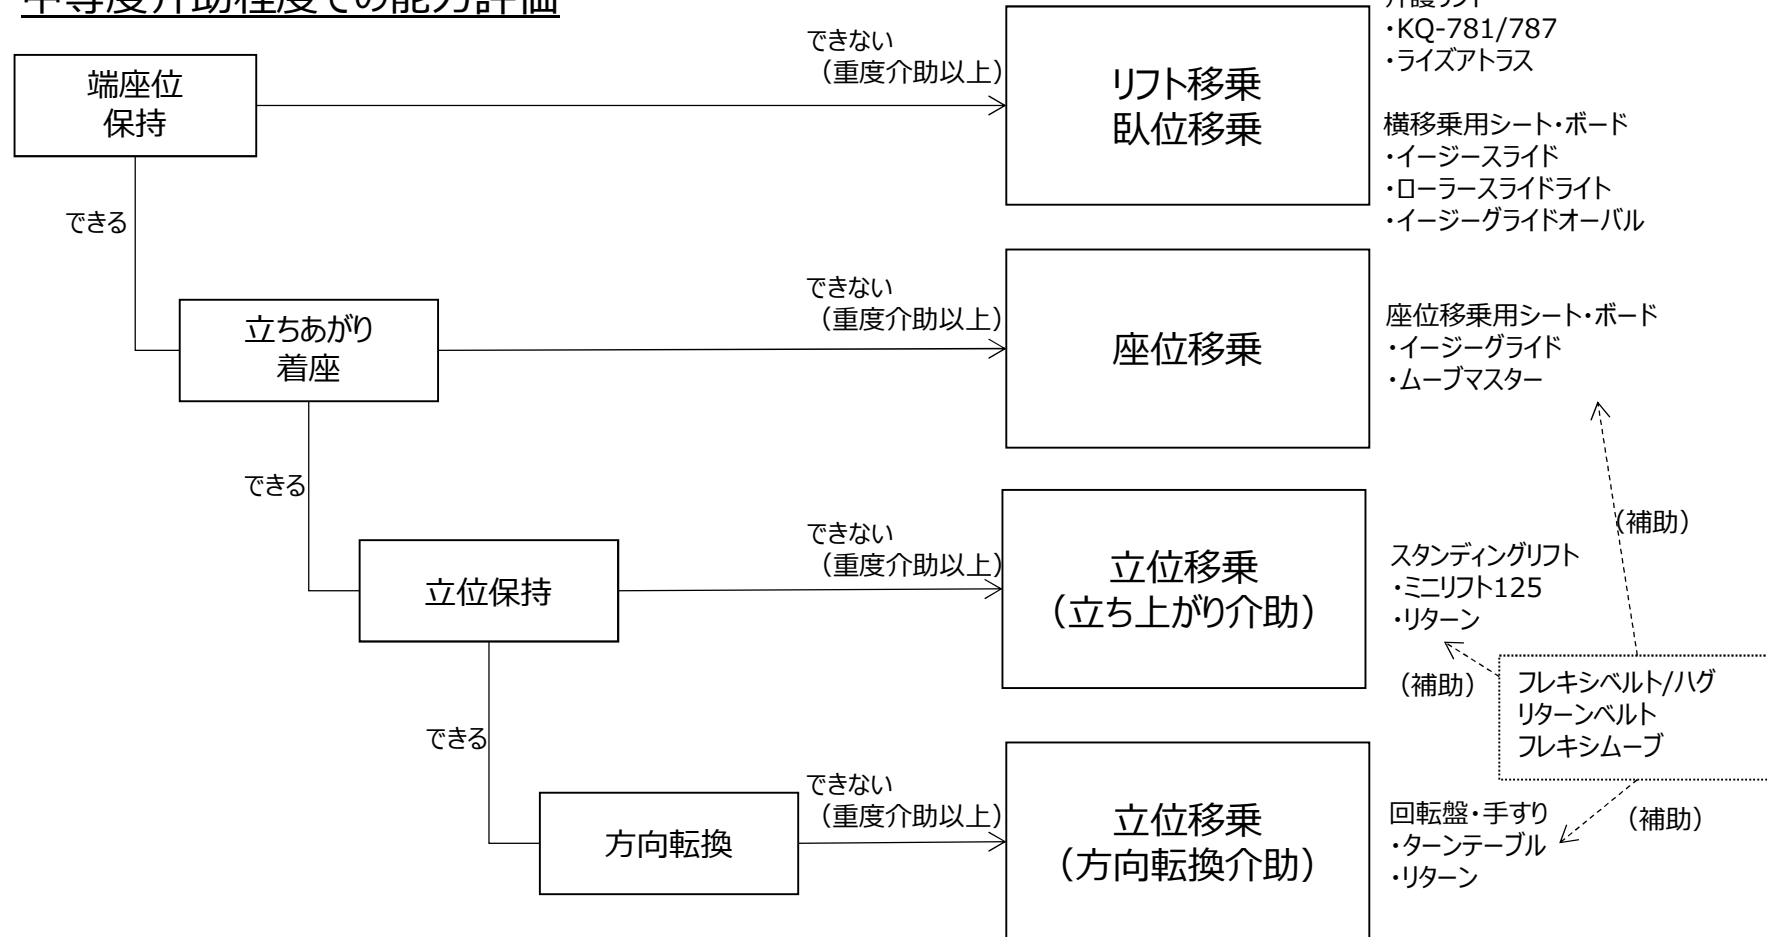 中等度介助程度での能力評価
端座位
保持
できない
（重度介助以上）
リフト移乗
臥位移乗
介護リフト
・KQ-781/787
・ライズアトラス
横移乗用シート・ボード
・イージースライド
・ローラースライドライト
・イージーグライドオーバル
できる
立ちあがり
着座
できない
（重度介助以上）
座位移乗
座位移乗用シート・ボード
・イージーグライド
・ムーブマスター
できる
立位保持
できない
（重度介助以上）
立位移乗
（立ち上がり介助）
スタンディングリフト
・ミニリフト125
・リターン
（補助）
（補助）
フレキシベルト/ハグ
リターンベルト
フレキシムーブ
できる
方向転換
できない
（重度介助以上）
立位移乗
（方向転換介助）
回転盤・手すり
・ターンテーブル
・リターン
（補助）